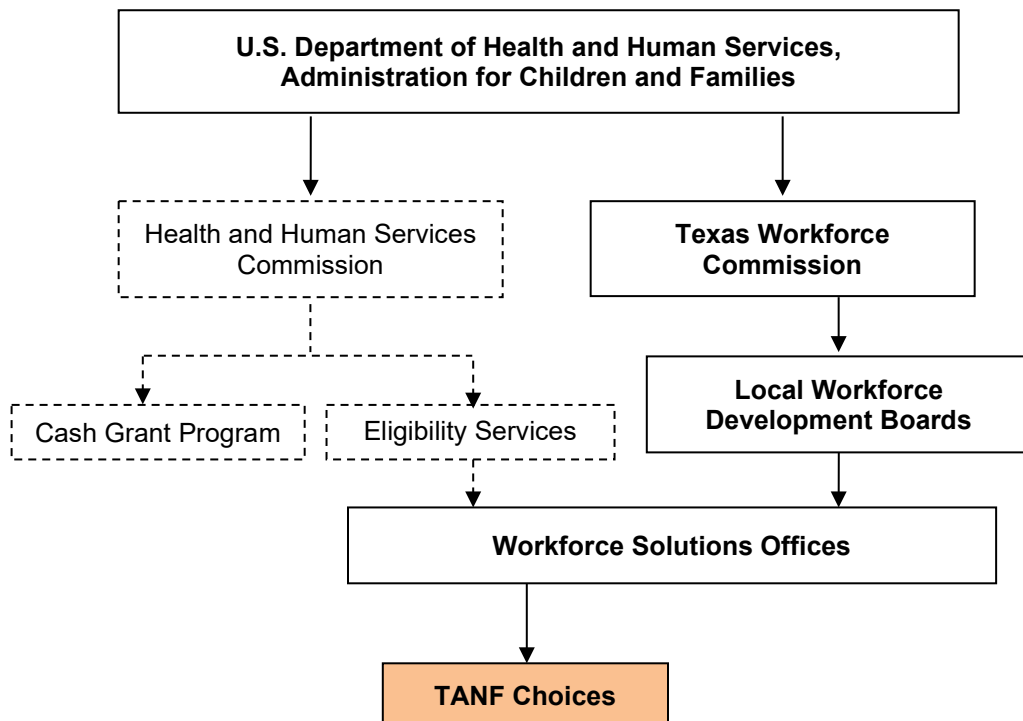 U.S. Department of Health and Human Services,
Administration for Children and Families
Health and Human Services
Commission
Texas Workforce
Commission
Cash Grant Program
Eligibility Services
Local Workforce
Development Boards
Workforce Solutions Offices
TANF Choices